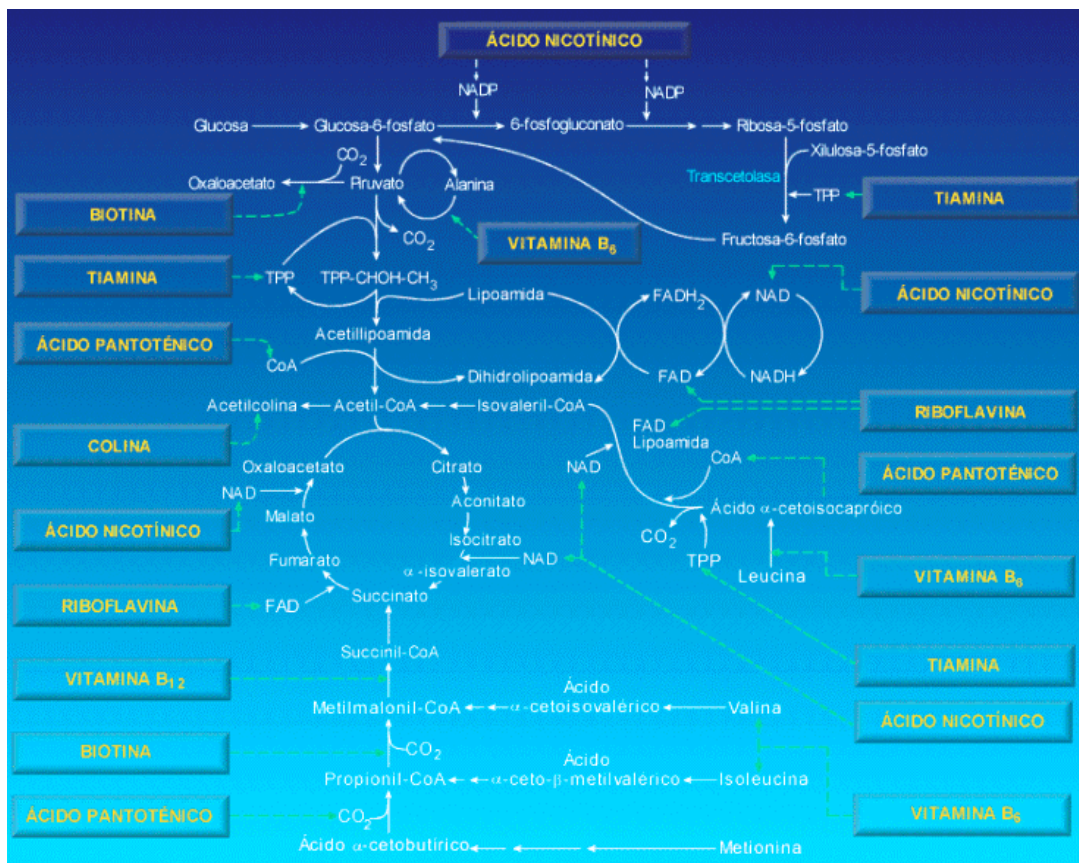 ÁCIDO NICOTÍNICO
NADP NADP
Glucosa Glucosa-6-fosfato 6-fosfogluconato Ribosa-5-fosfato
CO2 Xilulosa-5-fosfato
Oxaloacetato Piruvato Alanina Transcetolasa
BIOTINA TPP TIAMINA
CO2 VITAMINA B6 Fructosa-6-fosfato
TIAMINA TPP TPP-CHOH-CH3
Lipoamida FADH2 NAD ÁCIDO NICOTÍNICO
Acetillipoamida
ÁCIDO PANTOTÉNICO
CoA Dihidrolipoamida FAD NADH
Acetilcolina Acetil-CoA Isovaleril-CoA RIBOFLAVINA
FAD
Lipoamida
COLINA
Oxaloacetato Citrato NAD CoA ÁCIDO PANTOTÉNICO
NAD Aconitato
Malato Ácido α-cetoisocapróico
ÁCIDO NICOTÍNICO
Isocitrato CO2
Fumarato NAD TPP
α-isovalerato Leucina VITAMINA B6
RIBOFLAVINA FAD Succinato
Succinil-CoA
VITAMINA B12 TIAMINA
Ácido
Metilmalonil-CoA α-cetoisovalérico Valina ÁCIDO NICOTÍNICO
BIOTINA CO2
Ácido
Propionil-CoA α-ceto-β-metilvalérico Isoleucina
ÁCIDO PANTOTÉNICO CO2 VITAMINA B6
Ácido α-cetobutírico Metionina